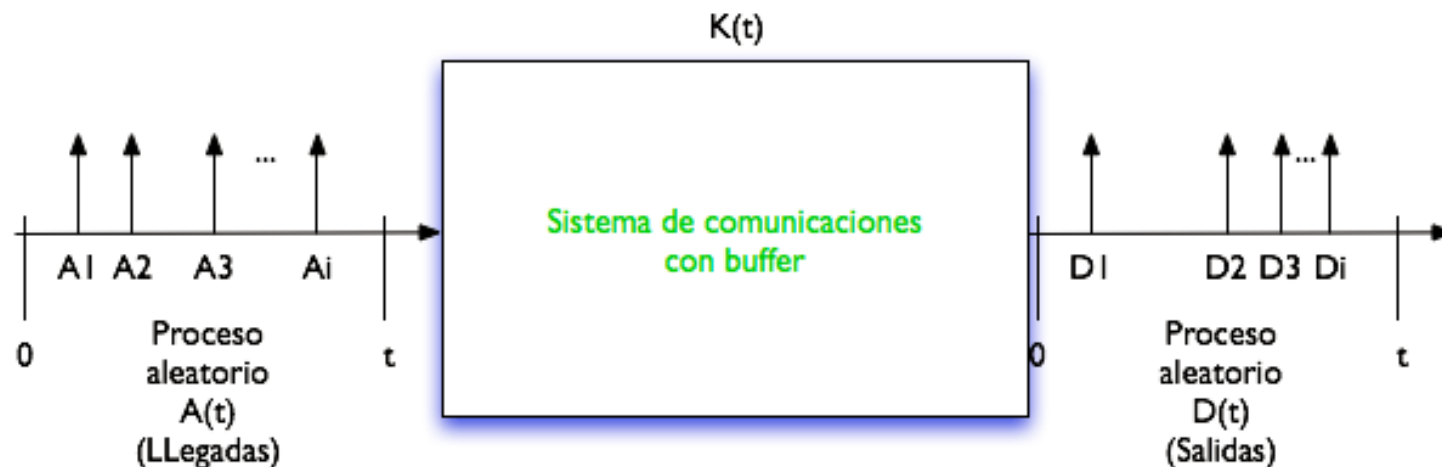 K(t)
...
A1 A2 A3 Ai
0
Proceso
aleatorio
A(t)
(LLegadas)
t
Sistema de comunicaciones
con buffer
...
D1 D2 D3 Di
0
Proceso
aleatorio
D(t)
(Salidas)
t